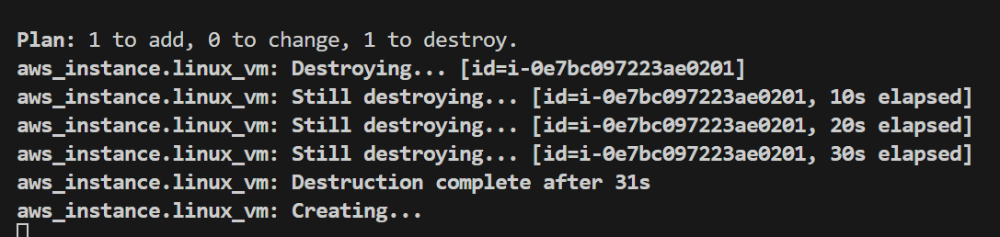 Plan: 1 to add, 0 to change, 1 to destroy.
aws_instance.linux_vm: Destroying... [id=i-0e7bc097223ae0201]
aws_instance.linux_vm: Still destroying... [id=i-0e7bc097223ae0201, 10s elapsed]
aws_instance.linux_vm: Still destroying... [id=i-0e7bc097223ae0201, 20s elapsed]
aws_instance.linux_vm: Still destroying... [id=i-0e7bc097223ae0201, 30s elapsed]
aws_instance.linux_vm: Destruction complete after 31s
aws_instance.linux_vm: Creating...